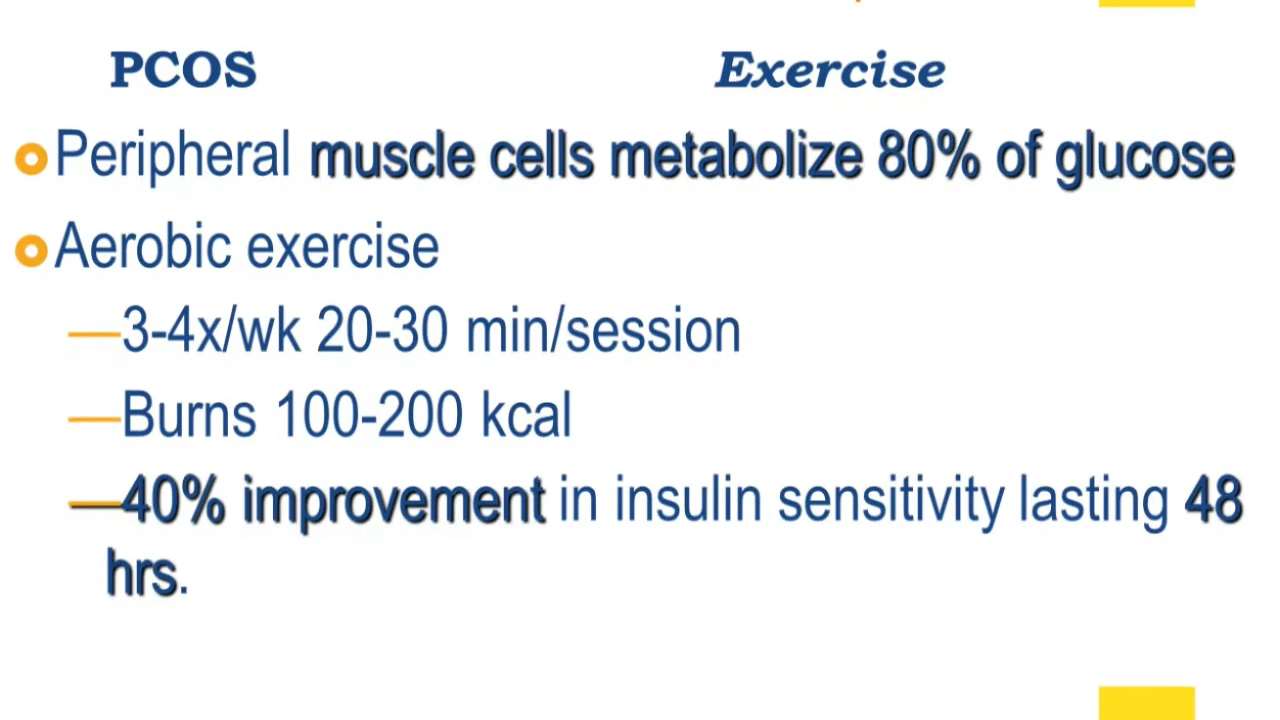 PCOS Exercise
Peripheral muscle cells metabolize 80% of glucose
Aerobic exercise
—3-4x/wk 20-30 min/session
—Burns 100-200 kcal
—40% improvement in insulin sensitivity lasting 48
hrs.